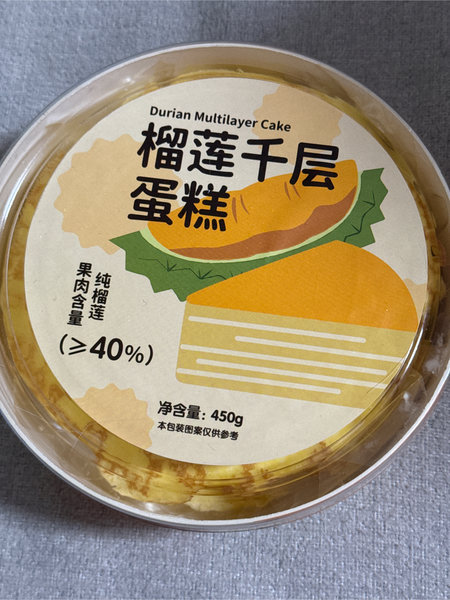 Durian Multilayer Cake
榴莲千层
蛋糕
纯榴莲
果肉含量
(≥40%)
净含量：450g
本包装图案仅供参考